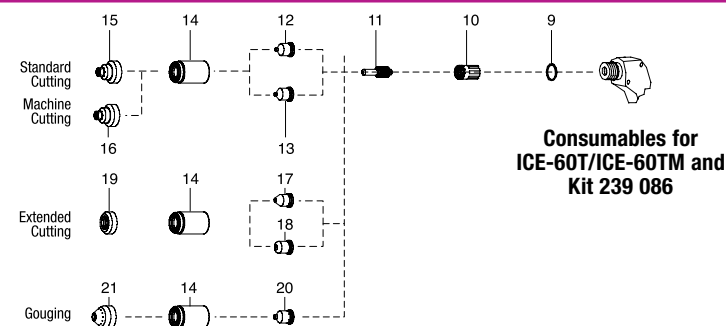 15 14 12 11 10 9
Standard
Cutting
Machine
Cutting
16 13
Consumables for
ICE-60T/ICE-60TM and
Kit 239 086
19 14 17
18
Extended
Cutting
21 14 20
Gouging